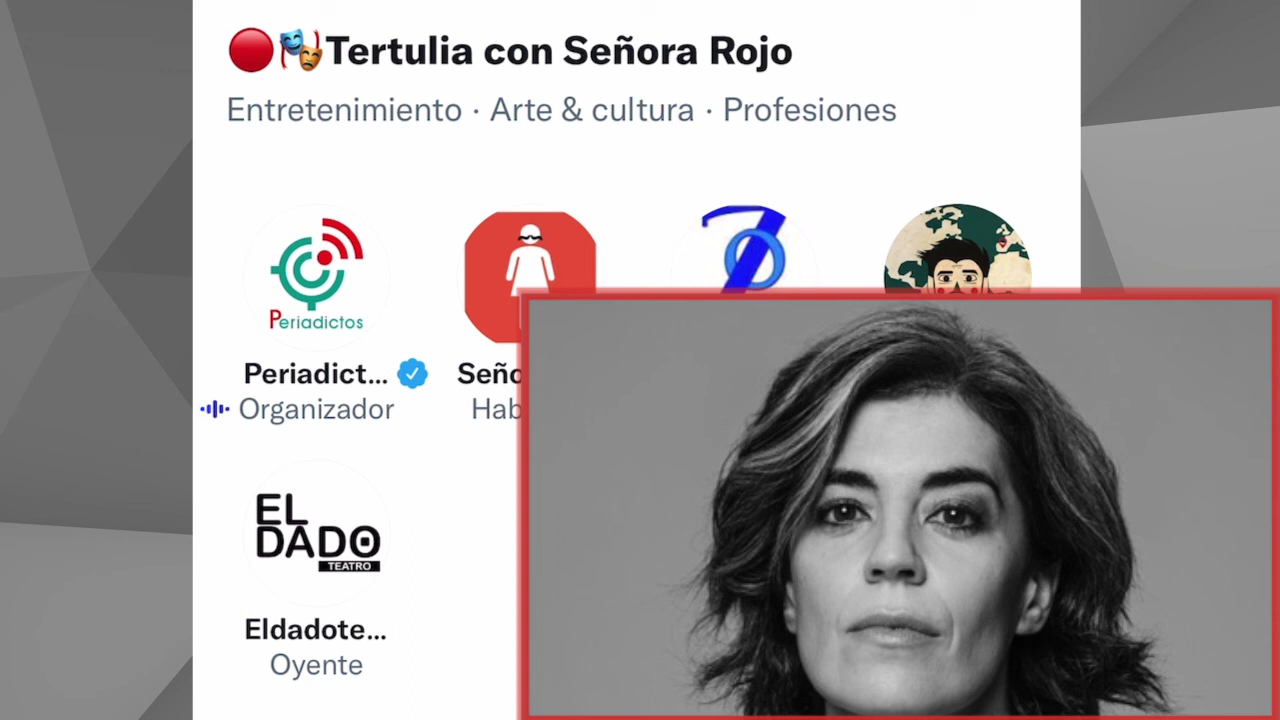 Tertulia con Señora Rojo
Entretenimiento · Arte & cultura · Profesiones
Periadictos
Periadict...
Seño
Organizador
Hab
EL
DADO
TEATRO
Eldadote...
Oyente